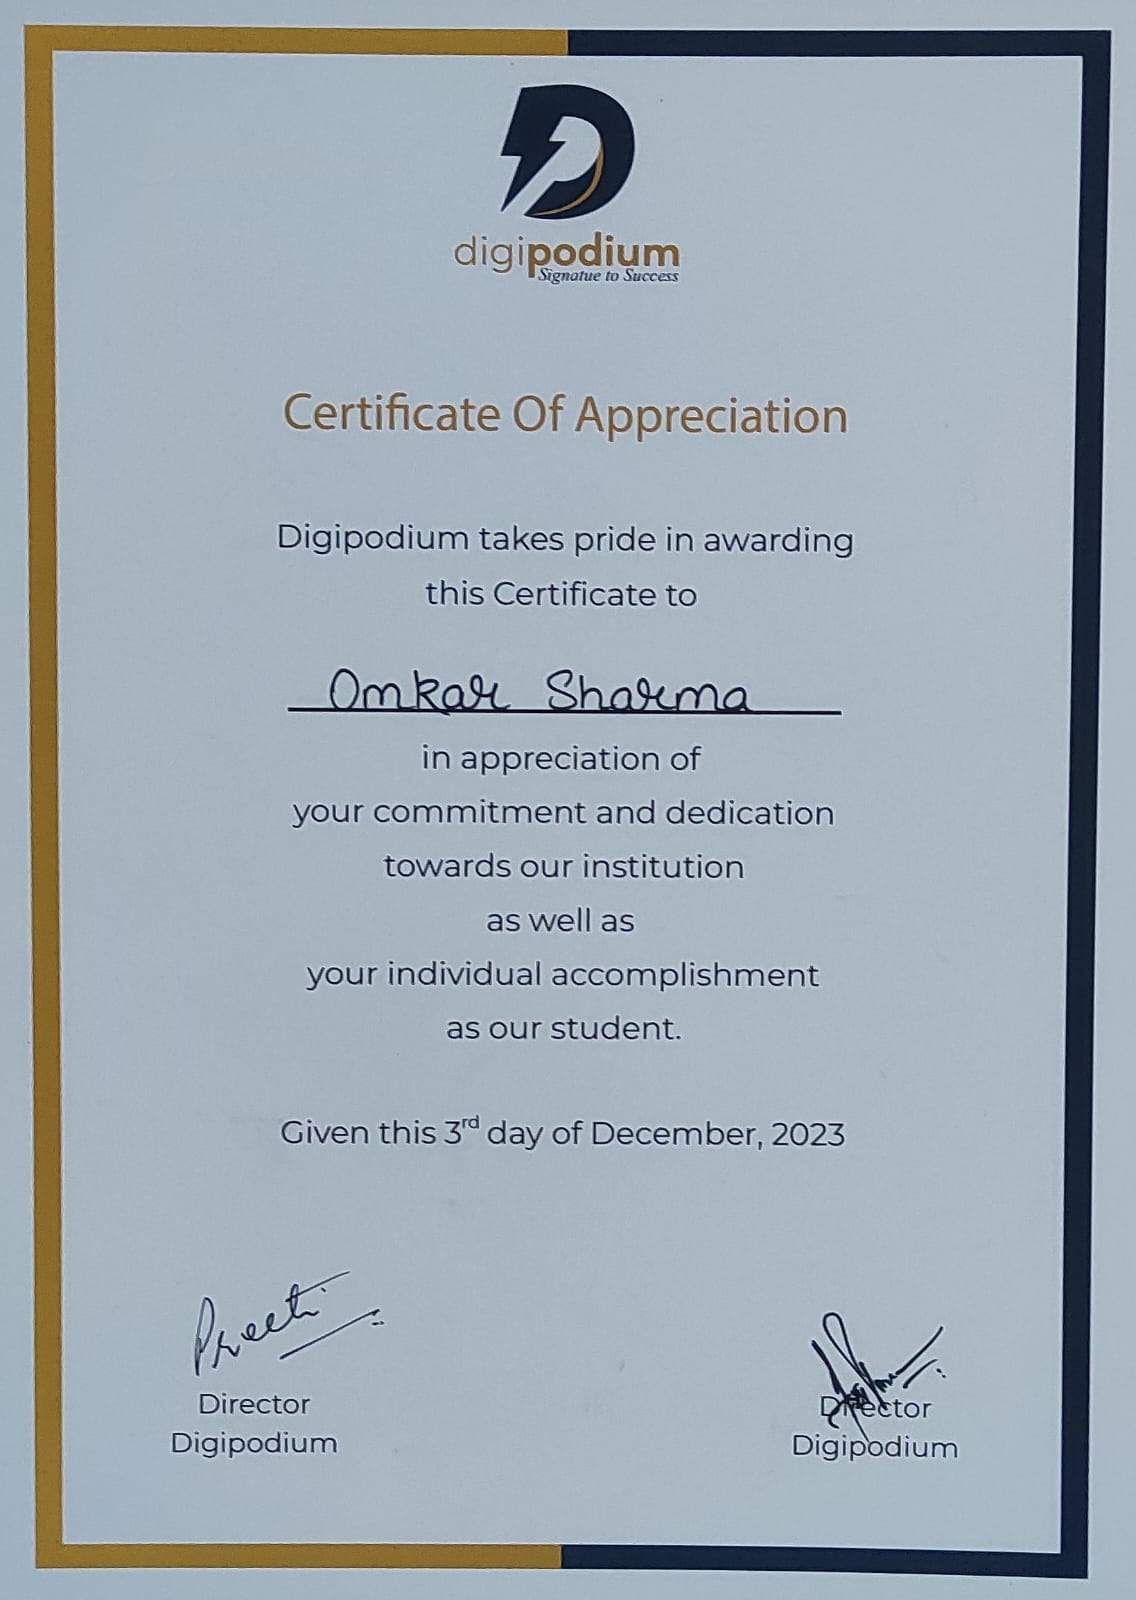 digipodium
Signatue to Success
Certificate Of Appreciation
Digipodium takes pride in awarding
this Certificate to
Omkar Sharma
in appreciation of
your commitment and dedication
towards our institution
as well as
your individual accomplishment
as our student.
Given this 3rd day of December, 2023
Preeti
Director
Digipodium
Director
Digipodium